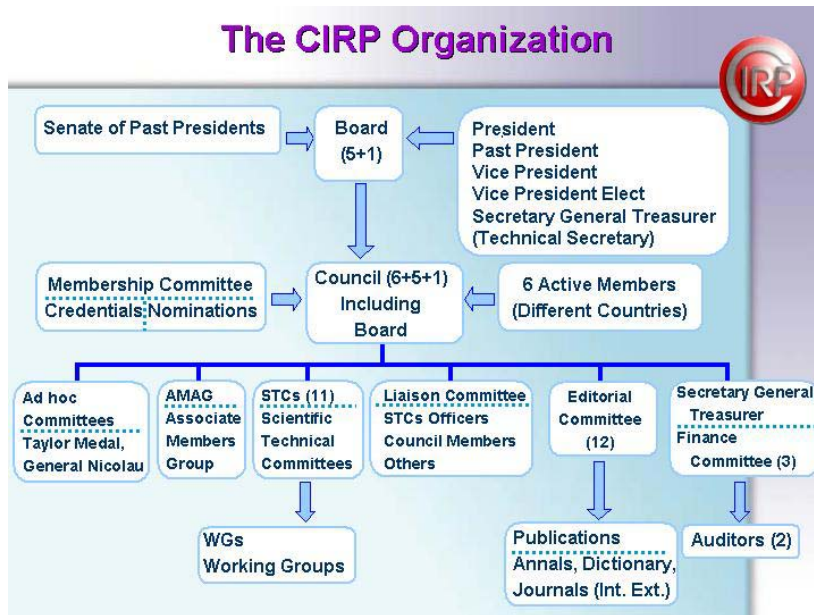 The CIRP Organization
CIRP
Senate of Past Presidents
Board
(5+1)
President
Past President
Vice President
Vice President Elect
Secretary General Treasurer
(Technical Secretary)
Membership Committee
Credentials Nominations
Council (6+5+1)
Including
Board
6 Active Members
(Different Countries)
Ad hoc
Committees
Taylor Medal,
General Nicolau
AMAG
Associate
Members
Group
STCs (11)
Scientific
Technical
Committees
Liaison Committee
STCs Officers
Council Members
Others
Editorial
Committee
(12)
Secretary General
Treasurer
Finance
Committee (3)
WGs
Working Groups
Publications
Annals, Dictionary,
Journals (Int. Ext.)
Auditors (2)